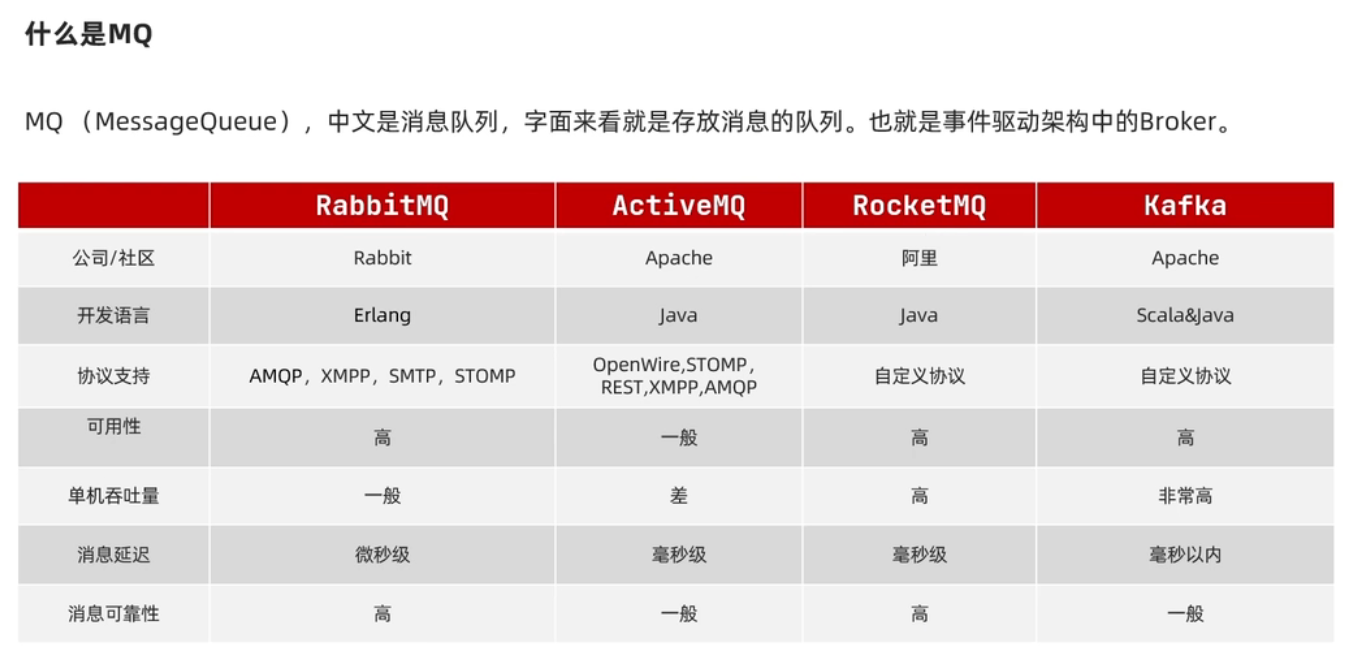 什么是MQ
MQ （MessageQueue），中文是消息队列，字面来看就是存放消息的队列。也就是事件驱动架构中的Broker。
RabbitMQ ActiveMQ RocketMQ Kafka
公司/社区 Rabbit Apache 阿里 Apache
开发语言 Erlang Java Java Scala&Java
协议支持 AMQP，XMPP，SMTP，STOMP OpenWire,STOMP， 自定义协议 自定义协议
REST,XMPP,AMQP
可用性 高 一般 高 高
单机吞吐量 一般 差 高 非常高
消息延迟 微秒级 毫秒级 毫秒级 毫秒以内
消息可靠性 高 一般 高 一般